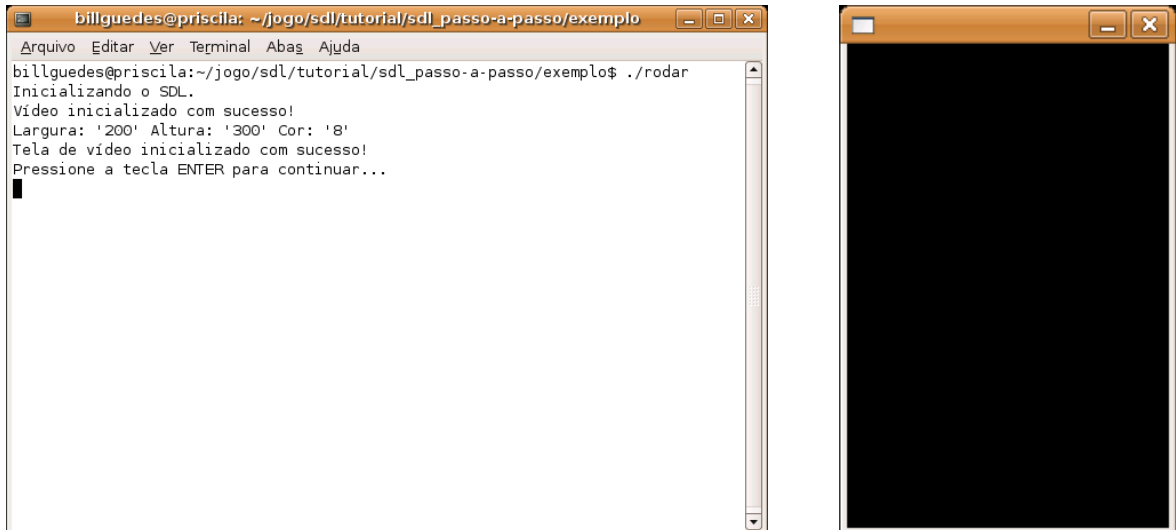 billguedes@priscila: ~/jogo/sdl/tutorial/sdl_passo-a-passo/exemplo
Arquivo Editar Ver Terminal Abas Ajuda
billguedes@priscila:~/jogo/sdl/tutorial/sdl_passo-a-passo/exemplo$ ./rodar
Inicializando o SDL.
Vídeo inicializado com sucesso!
Largura: '200' Altura: '300' Cor: '8'
Tela de vídeo inicializado com sucesso!
Pressione a tecla ENTER para continuar...